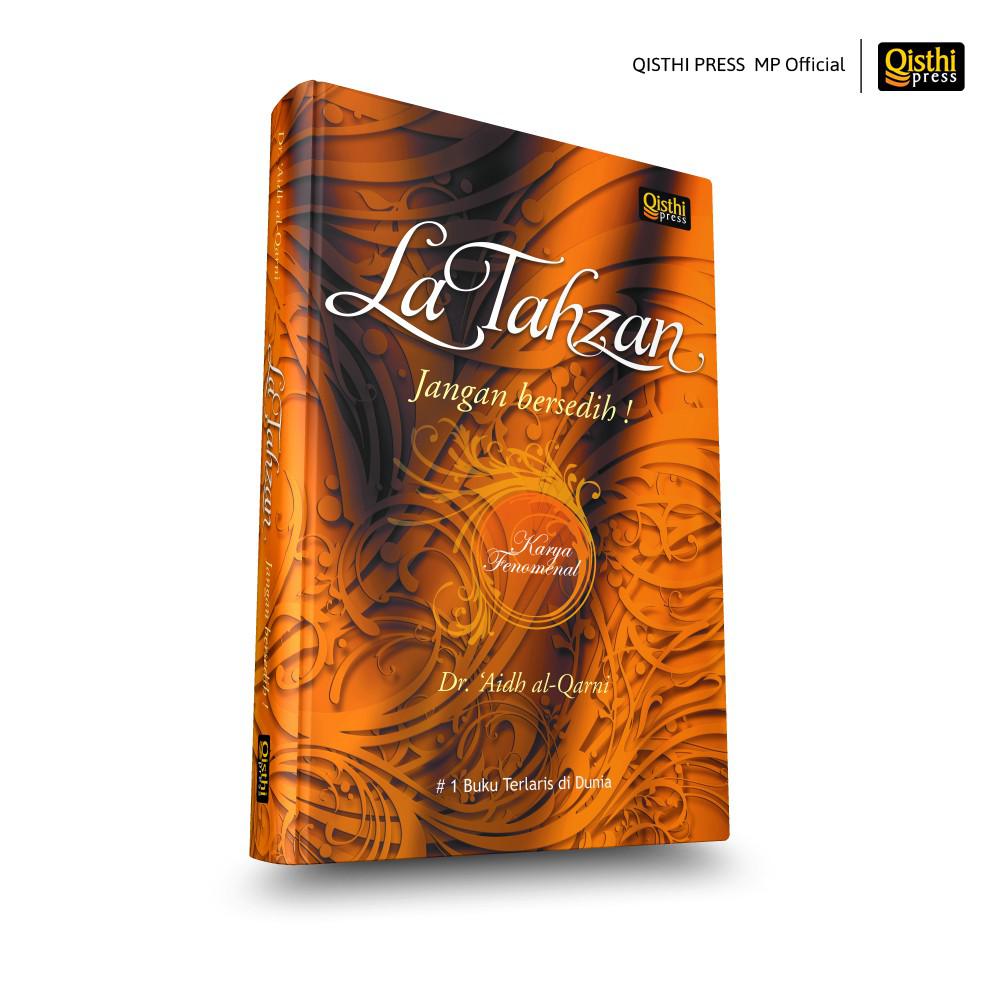 QISTHI PRESS MP Official
Qisthi
press
Qisthi
press
La Tahzan
Jangan bersedih !
Karya
Fenomenal
Dr. ‘Aidh al-Qarni
# 1 Buku Terlaris di Dunia
Dr. ‘Aidh al-Qarni
La Tahzan
Jangan bersedih !
Qisthi
press